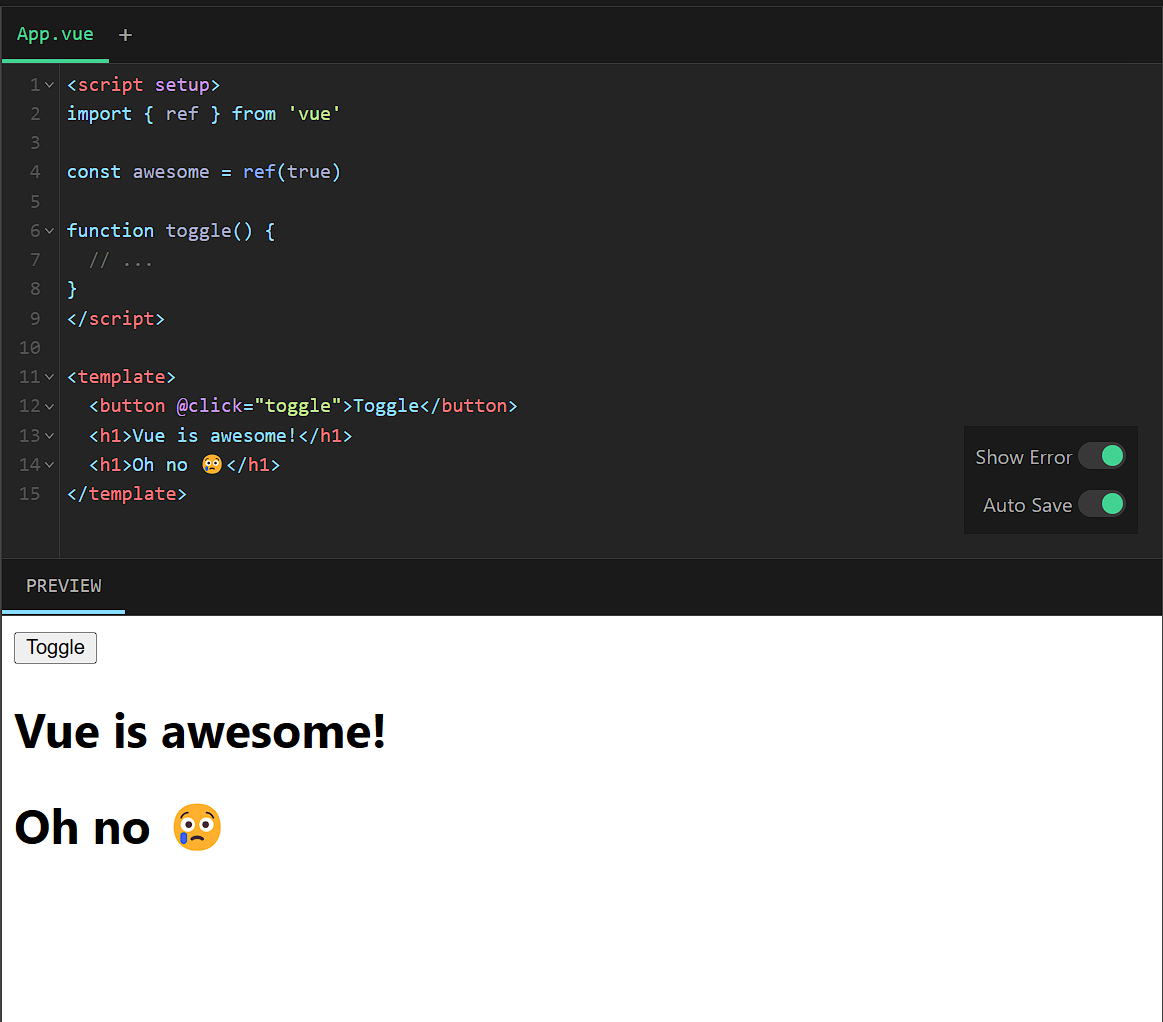 App.vue +
1 <script setup>
2 import { ref } from 'vue'
3
4 const awesome = ref(true)
5
6 function toggle() {
7   // ...
8 }
9 </script>
10
11 <template>
12   <button @click="toggle">Toggle</button>
13   <h1>Vue is awesome!</h1>
14   <h1>Oh no 😢</h1>
15 </template>
Show Error
Auto Save
PREVIEW
Toggle
Vue is awesome!
Oh no 😢